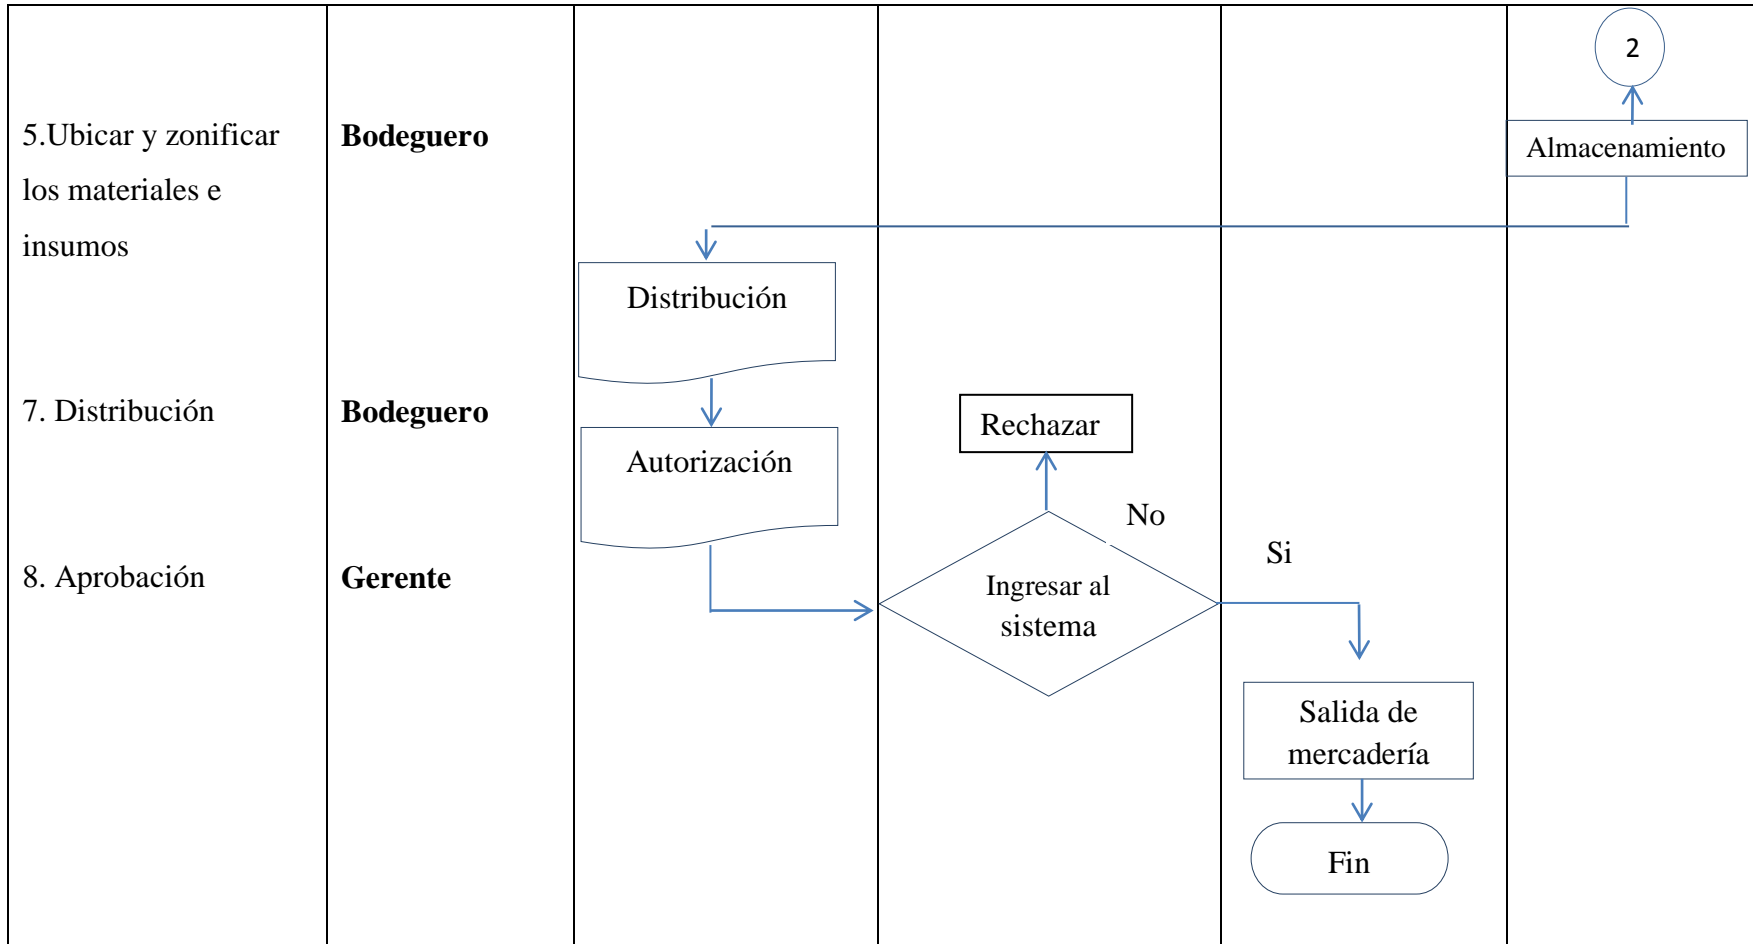 2
5.Ubicar y zonificar
los materiales e
insumos
Bodeguero
Almacenamiento
Distribución
7. Distribución
Bodeguero
Rechazar
Autorización
No
Si
8. Aprobación
Gerente
Ingresar al
sistema
Salida de
mercadería
Fin